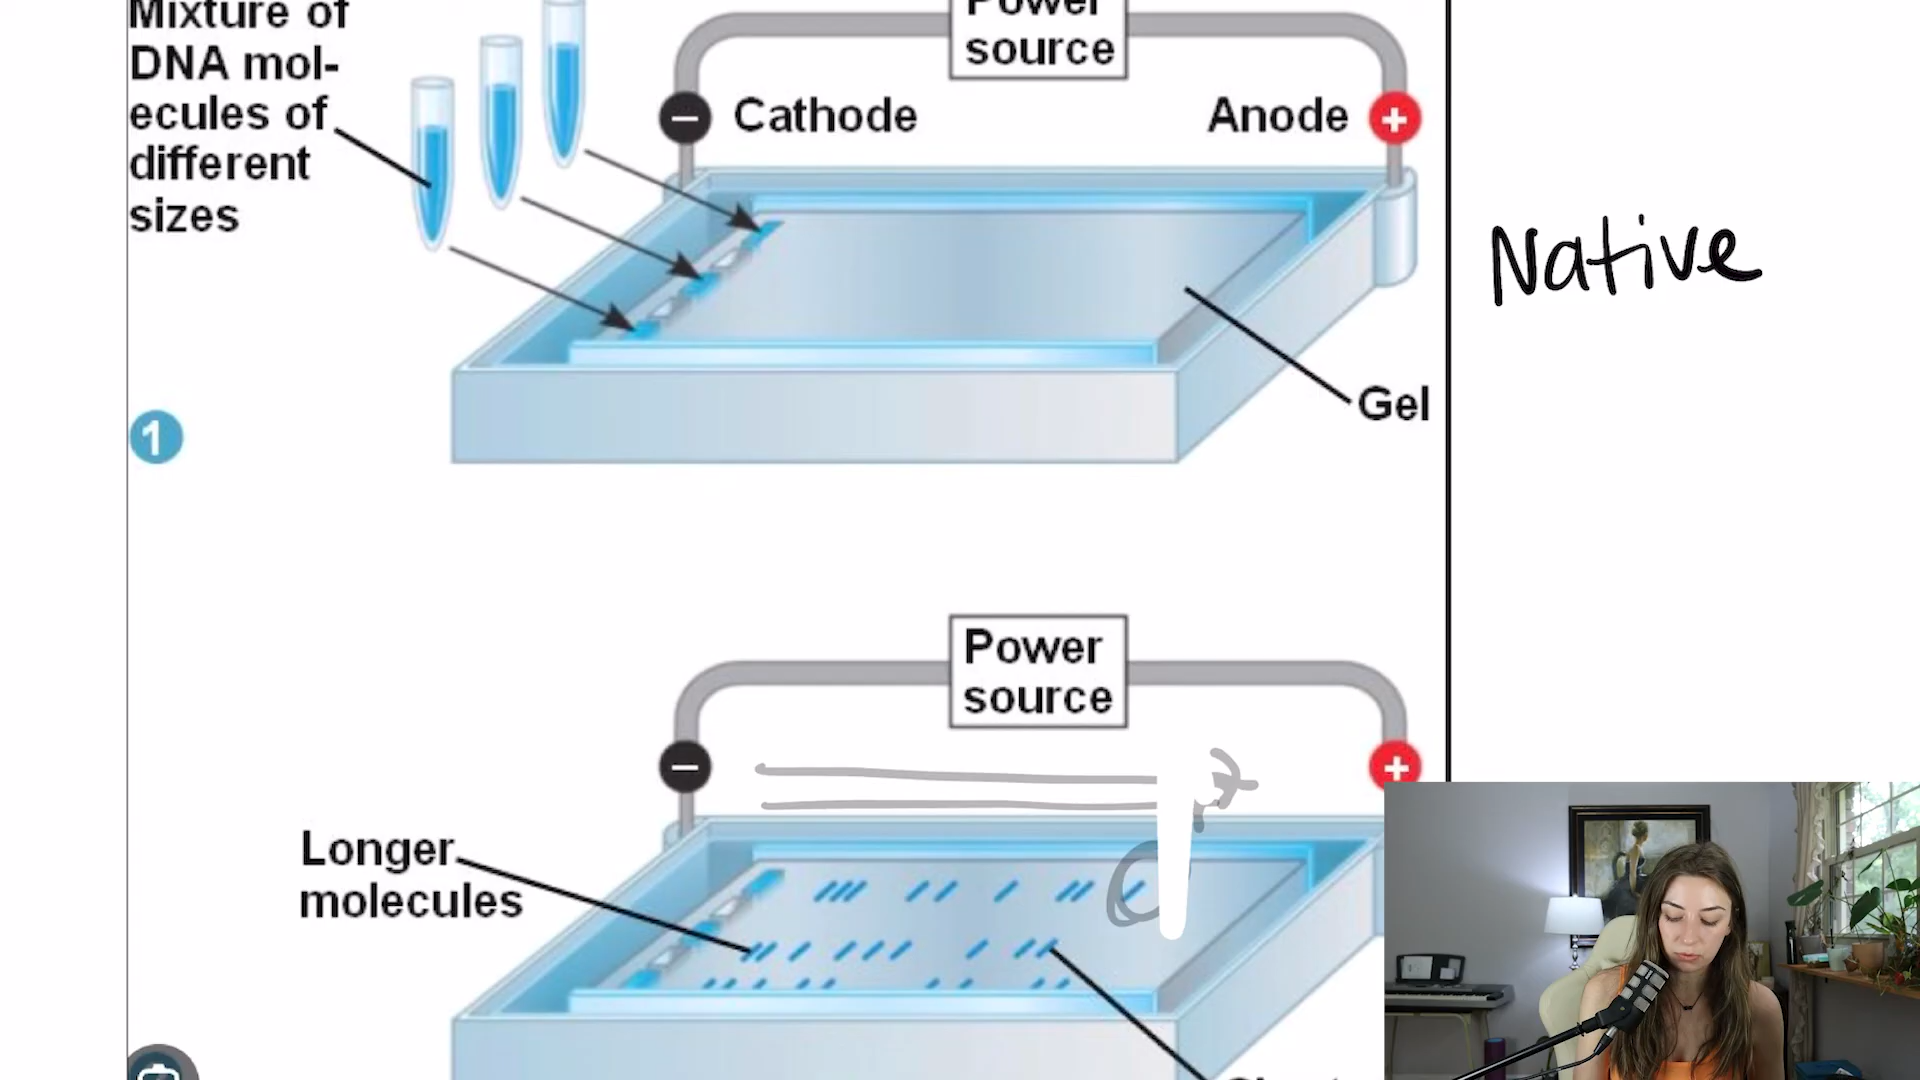 Mixture of
DNA mol-
ecules of
different
sizes
Power
source
− Cathode
Anode +
Native
Gel
1
Power
source
−
+
Longer
molecules